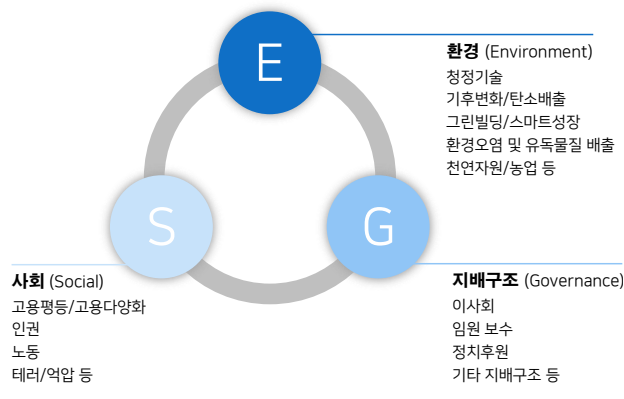 E
환경 (Environment)
청정기술
기후변화/탄소배출
그린빌딩/스마트성장
환경오염 및 유독물질 배출
천연자원/농업 등
S
G
사회 (Social)
고용평등/고용다양화
인권
노동
테러/억압 등
지배구조 (Governance)
이사회
임원 보수
정치후원
기타 지배구조 등